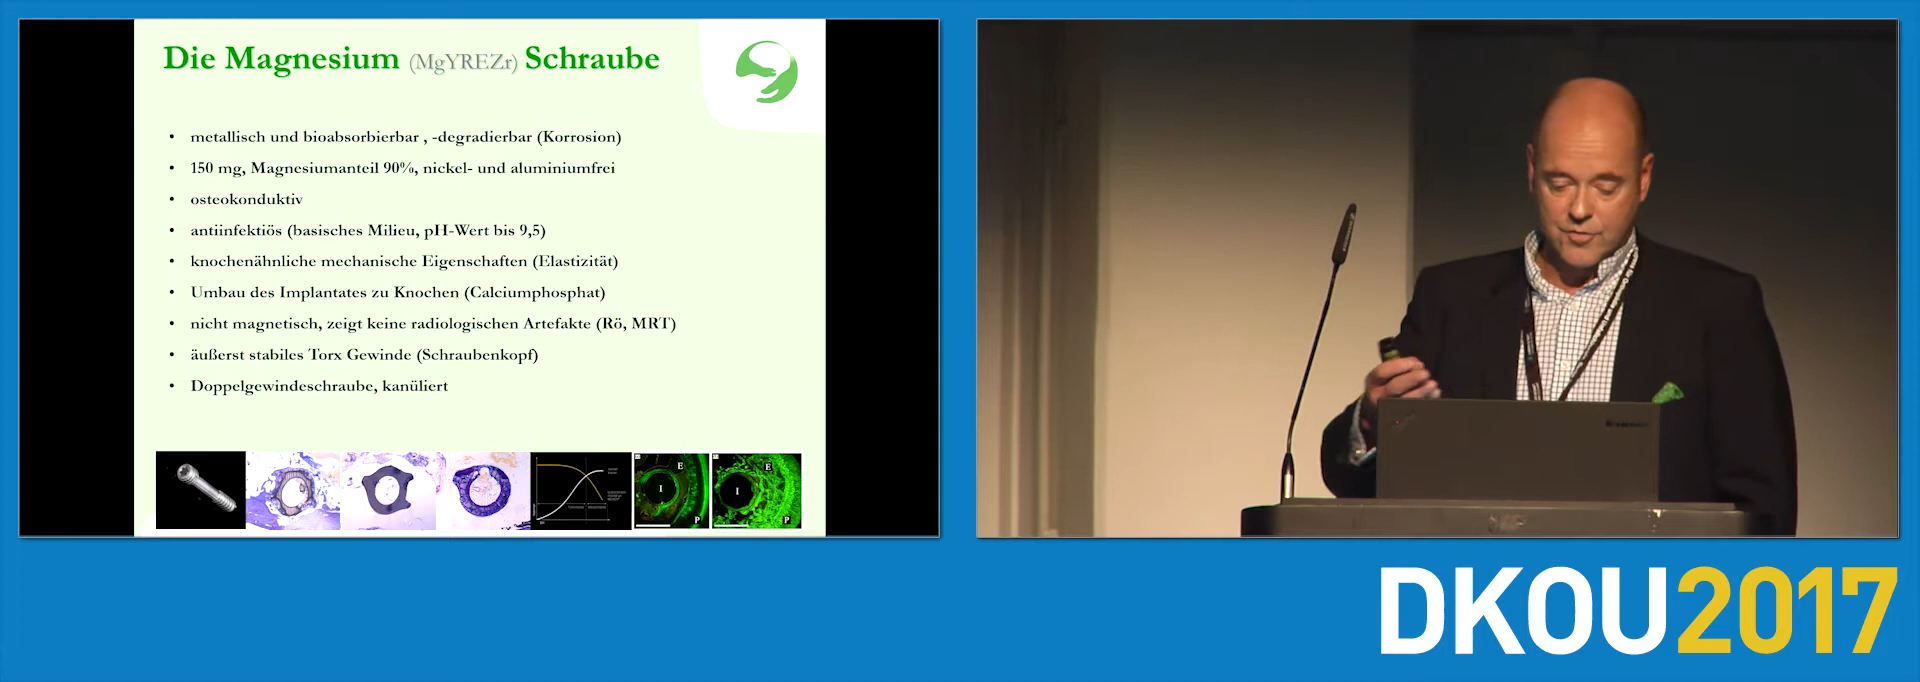 Die Magnesium (MgYREZr) Schraube
• metallisch und bioabsorbierbar , -degradierbar (Korrosion)
• 150 mg, Magnesiumanteil 90%, nickel- und aluminiumfrei
• osteokonduktiv
• antiinfektiös (basisches Milieu, pH-Wert bis 9,5)
• knochenähnliche mechanische Eigenschaften (Elastizität)
• Umbau des Implantates zu Knochen (Calciumphosphat)
• nicht magnetisch, zeigt keine radiologischen Artefakte (Rö, MRT)
• äußerst stabiles Torx Gewinde (Schraubenkopf)
• Doppelgewindeschraube, kanüliert
E
I
P
E
I
P
DKOU2017